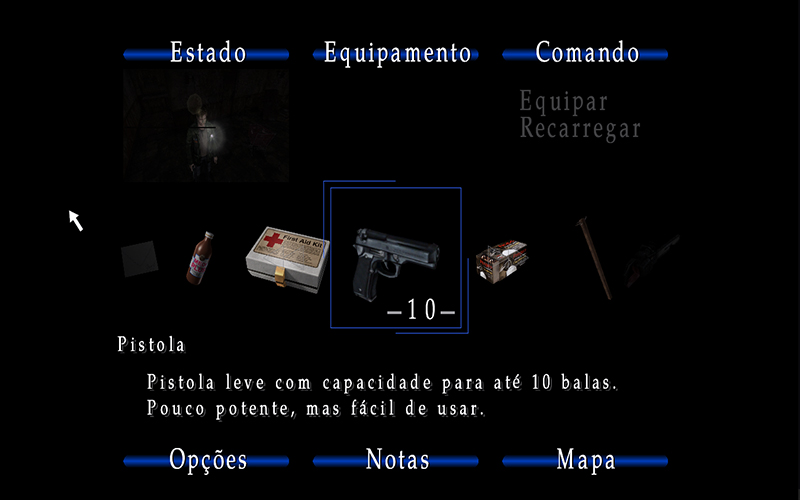 Estado
Equipamento
Comando
Equipar
Recarregar
First Aid Kit
10
Pistola
Pistola leve com capacidade para até 10 balas.
Pouco potente, mas fácil de usar.
Opções
Notas
Mapa